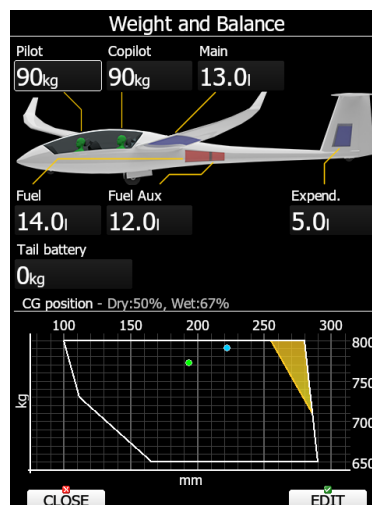 Weight and Balance
Pilot Copilot Main
90kg 90kg 13.0l
Fuel Fuel Aux Expend.
14.0l 12.0l 5.0l
Tail battery
0kg
CG position - Dry:50%, Wet:67%
100 150 200 250 300
800
750
kg
700
650
mm
CLOSE EDIT